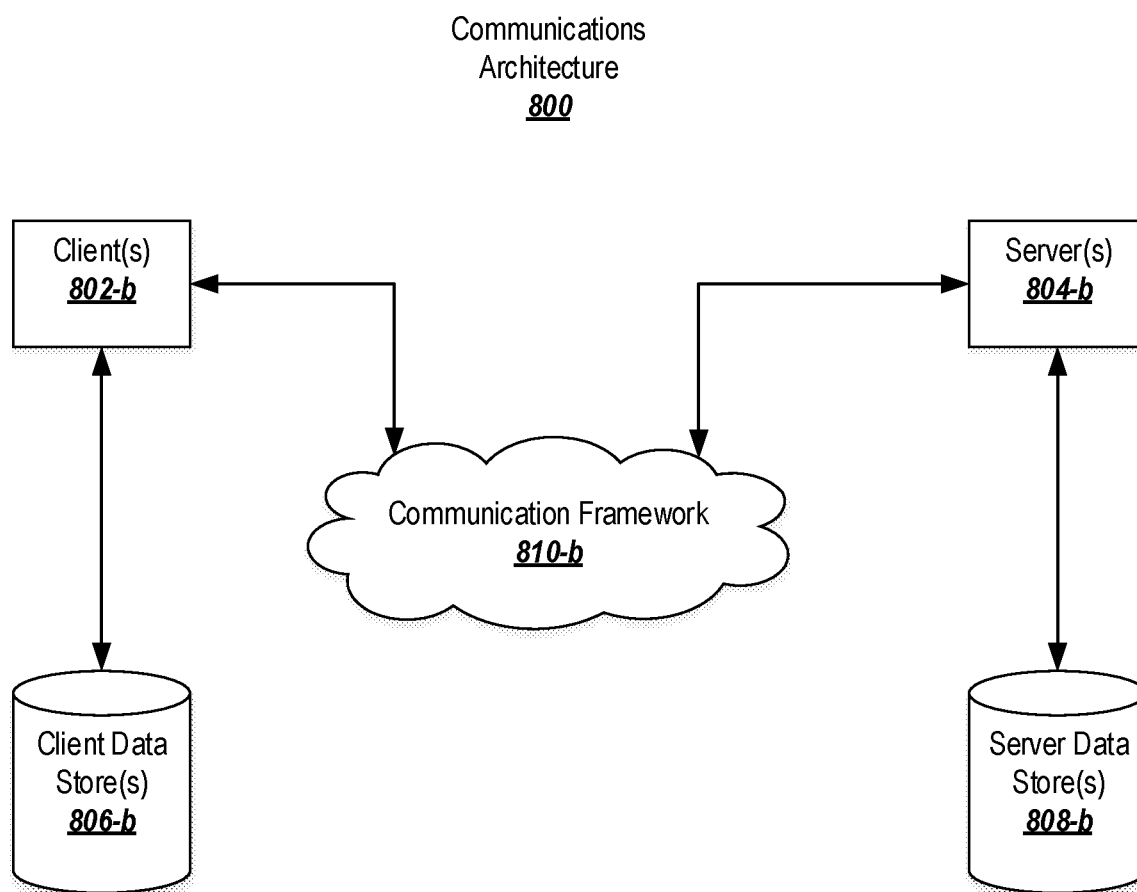 Communications
Architecture
800
Client(s)
802-b
Server(s)
804-b
Communication Framework
810-b
Client Data
Store(s)
806-b
Server Data
Store(s)
808-b